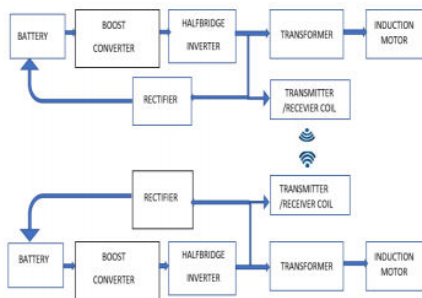 BATTERY
BOOST
CONVERTER
HALFBRIDGE
INVERTER
TRANSFORMER
INDUCTION
MOTOR
RECTIFIER
TRANSMITTER
/RECEVIER COIL
RECTIFIER
TRANSMITTER
/RECEVIER COIL
BATTERY
BOOST
CONVERTER
HALFBRIDGE
INVERTER
TRANSFORMER
INDUCTION
MOTOR